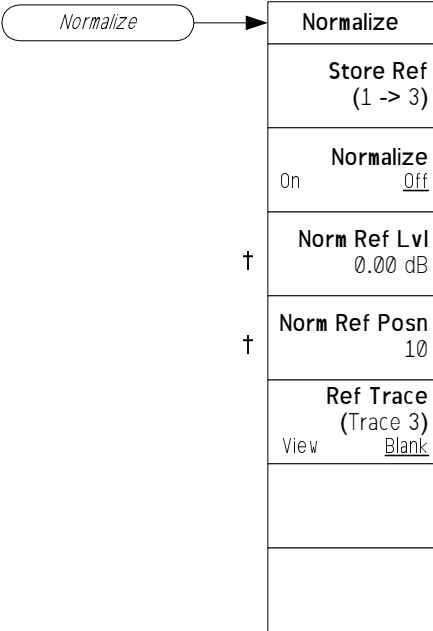 Normalize
Normalize
Store Ref
(1 -> 3)
Normalize
On Off
† Norm Ref Lvl
0.00 dB
† Norm Ref Posn
10
Ref Trace
(Trace 3)
View Blank